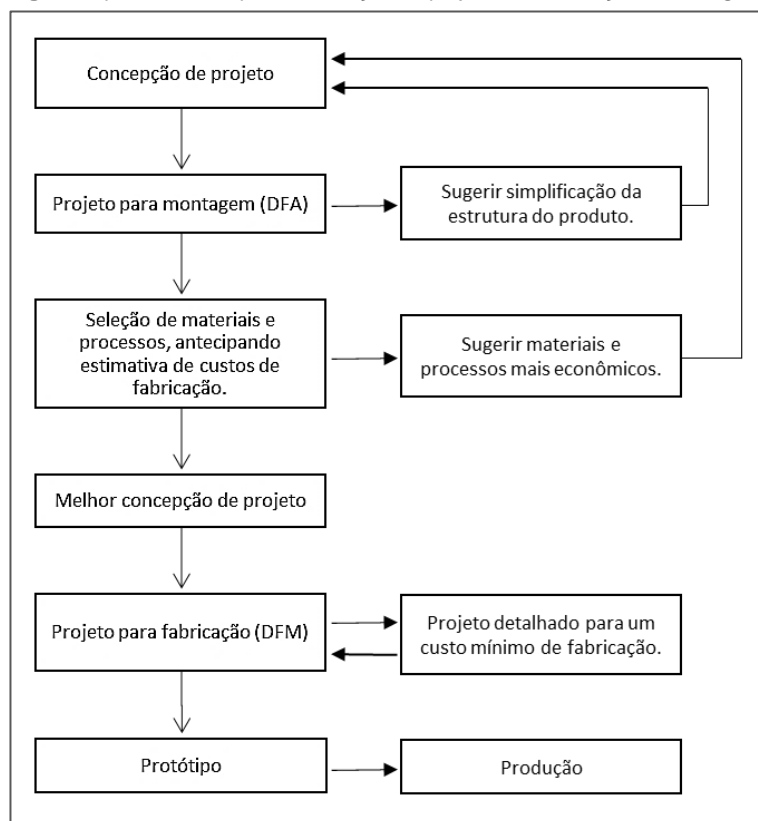 Concepção de projeto
Projeto para montagem (DFA)
Sugerir simplificação da
estrutura do produto.
Seleção de materiais e
processos, antecipando
estimativa de custos de
fabricação.
Sugerir materiais e
processos mais econômicos.
Melhor concepção de projeto
Projeto para fabricação (DFM)
Projeto detalhado para um
custo mínimo de fabricação.
Protótipo
Produção